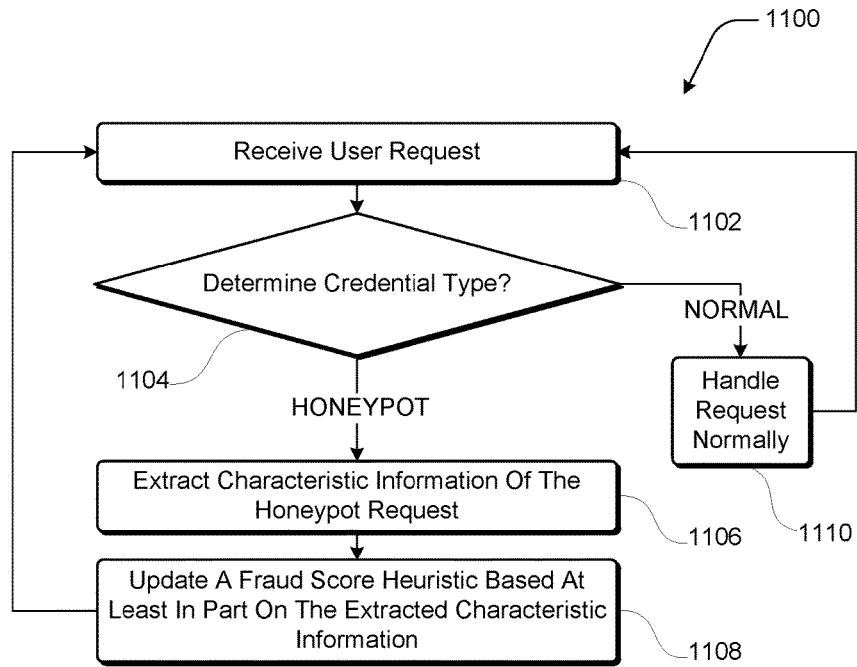 1100
Receive User Request
1102
Determine Credential Type?
NORMAL
1104
HONEYPOT
Handle
Request
Normally
1110
Extract Characteristic Information Of The
Honeypot Request
1106
Update A Fraud Score Heuristic Based At
Least In Part On The Extracted Characteristic
Information
1108